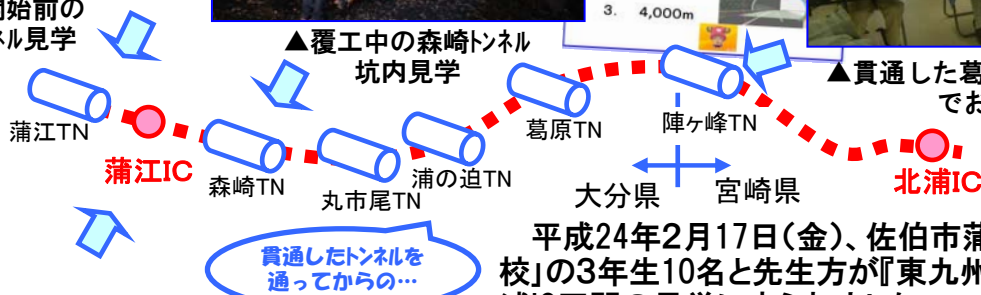 開始前の
ネル見学
3. 4,000m
▲覆工中の森崎トンネル
坑内見学
▲貫通した葛
でお
蒲江TN
蒲江IC
森崎TN
丸市尾TN
浦の迫TN
葛原TN
陣ヶ峰TN
大分県
宮崎県
北浦IC
貫通したトンネルを
通ってからの…
平成24年2月17日(金)、佐伯市蒲
校」の3年生10名と先生方が『東九州